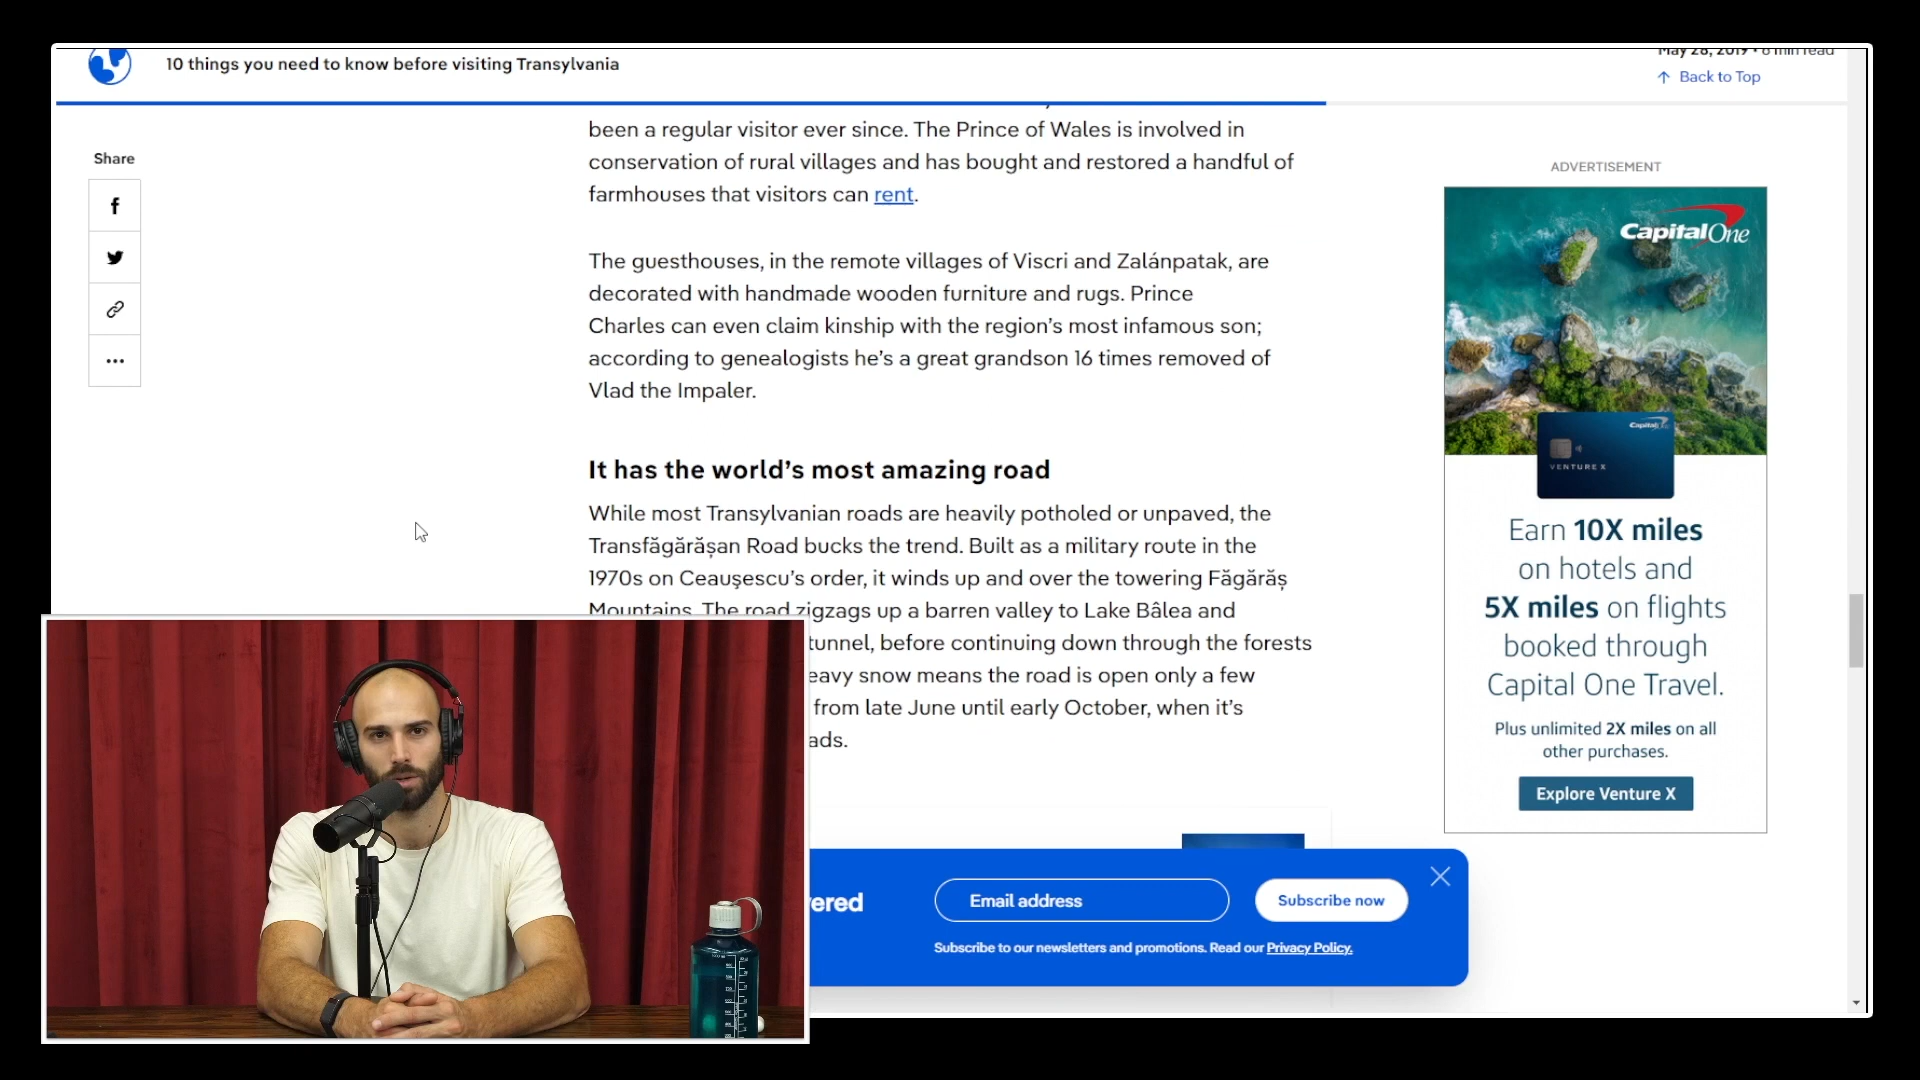 May 28, 2019 • 6 min read
10 things you need to know before visiting Transylvania
Back to Top
Share
been a regular visitor ever since. The Prince of Wales is involved in
conservation of rural villages and has bought and restored a handful of
farmhouses that visitors can rent.
The guesthouses, in the remote villages of Viscri and Zalánpatak, are
decorated with handmade wooden furniture and rugs. Prince
Charles can even claim kinship with the region’s most infamous son;
according to genealogists he’s a great grandson 16 times removed of
Vlad the Impaler.
It has the world’s most amazing road
While most Transylvanian roads are heavily potholed or unpaved, the
Transfăgărășan Road bucks the trend. Built as a military route in the
1970s on Ceaușescu’s order, it winds up and over the towering Făgărăș
Mountains. The road zigzags up a barren valley to Lake Bâlea and
tunnel, before continuing down through the forests
eavy snow means the road is open only a few
from late June until early October, when it’s
ads.
ADVERTISEMENT
CapitalOne
CapitalOne
VENTURE X
Earn 10X miles
on hotels and
5X miles on flights
booked through
Capital One Travel.
Plus unlimited 2X miles on all
other purchases.
Explore Venture X
ered
Email address
Subscribe now
Subscribe to our newsletters and promotions. Read our Privacy Policy.